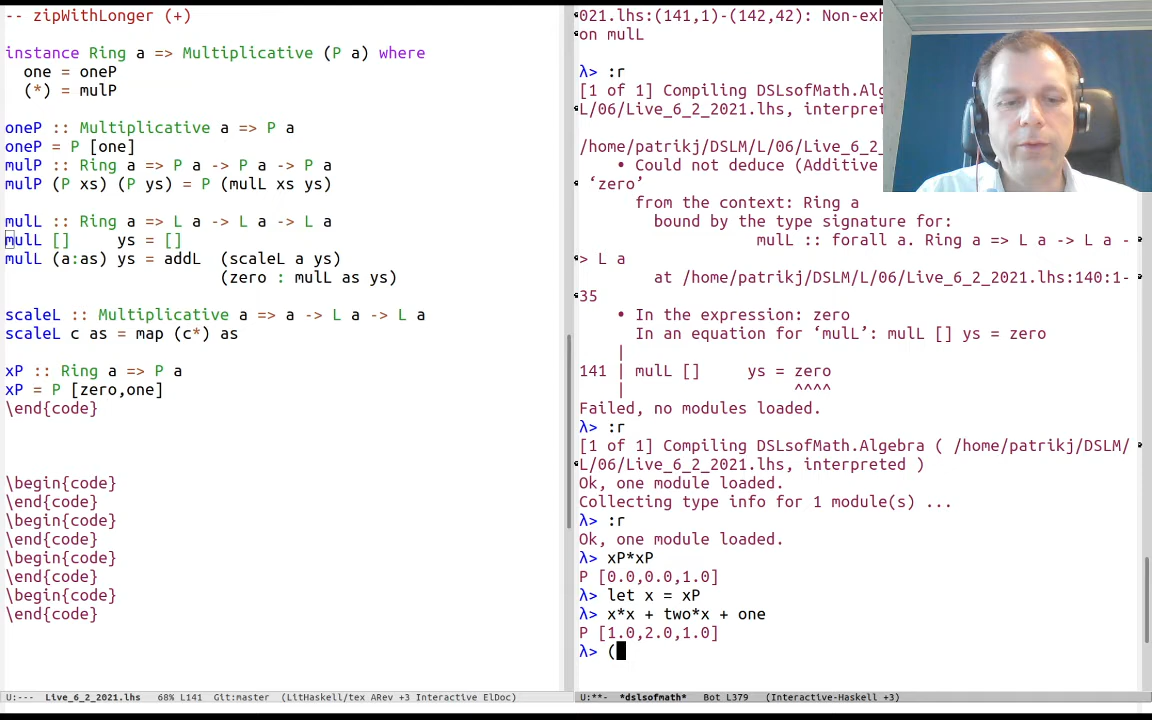 -- zipWithLonger (+)
instance Ring a => Multiplicative (P a) where
  one = oneP
  (*) = mulP
oneP :: Multiplicative a => P a
oneP = P [one]
mulP :: Ring a => P a -> P a -> P a
mulP (P xs) (P ys) = P (mulL xs ys)
mulL :: Ring a => L a -> L a -> L a
mulL []     ys = []
mulL (a:as) ys = addL  (scaleL a ys)
                       (zero : mulL as ys)
scaleL :: Multiplicative a => a -> L a -> L a
scaleL c as = map (c*) as
xP :: Ring a => P a
xP = P [zero,one]
\end{code}
\begin{code}
\end{code}
\begin{code}
\end{code}
\begin{code}
\end{code}
\begin{code}
\end{code}
U:---  Live_6_2_2021.lhs   68% L141  Git:master  (LitHaskell/tex ARev +3 Interactive ElDoc)
021.lhs:(141,1)-(142,42): Non-exh
on mulL
λ> :r
[1 of 1] Compiling DSLsofMath.Algeb
L/06/Live_6_2_2021.lhs, interpreted
/home/patrikj/DSLM/L/06/Live_6_2_
    • Could not deduce (Additive
‘zero’
      from the context: Ring a
        bound by the type signature for:
                   mulL :: forall a. Ring a => L a -> L a -
> L a
        at /home/patrikj/DSLM/L/06/Live_6_2_2021.lhs:140:1-
35
    • In the expression: zero
      In an equation for ‘mulL’: mulL [] ys = zero
    |
141 | mulL []     ys = zero
    |                  ^^^^
Failed, no modules loaded.
λ> :r
[1 of 1] Compiling DSLsofMath.Algebra ( /home/patrikj/DSLM/
L/06/Live_6_2_2021.lhs, interpreted )
Ok, one module loaded.
Collecting type info for 1 module(s) ...
λ> :r
Ok, one module loaded.
λ> xP*xP
P [0.0,0.0,1.0]
λ> let x = xP
λ> x*x + two*x + one
P [1.0,2.0,1.0]
λ> (
U:**-  *dslsofmath*   Bot L379   (Interactive-Haskell +3)